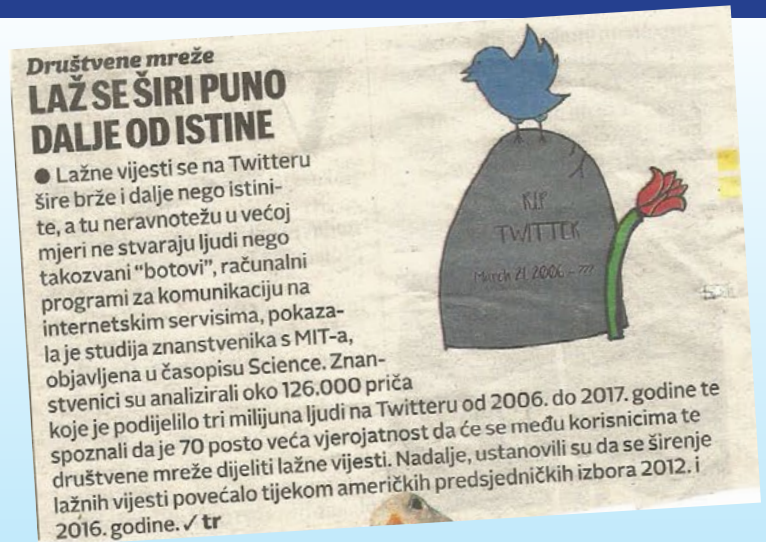 Društvene mreže
LAŽ SE ŠIRI PUNO
DALJE OD ISTINE
● Lažne vijesti se na Twitteru
šire brže i dalje nego istini-
te, a tu neravnotežu u većoj
mjeri ne stvaraju ljudi nego
takozvani “botovi”, računalni
programi za komunikaciju na
internetskim servisima, pokaza-
la je studija znanstvenika s MIT-a,
objavljena u časopisu Science. Znan-
stvenici su analizirali oko 126.000 priča
koje je podijelilo tri milijuna ljudi na Twitteru od 2006. do 2017. godine te
spoznali da je 70 posto veća vjerojatnost da će se među korisnicima te
društvene mreže dijeliti lažne vijesti. Nadalje, ustanovili su da se širenje
lažnih vijesti povećalo tijekom američkih predsjedničkih izbora 2012. i
2016. godine. ✓ tr
RIP
TWITTER
March 21 2006 - ???